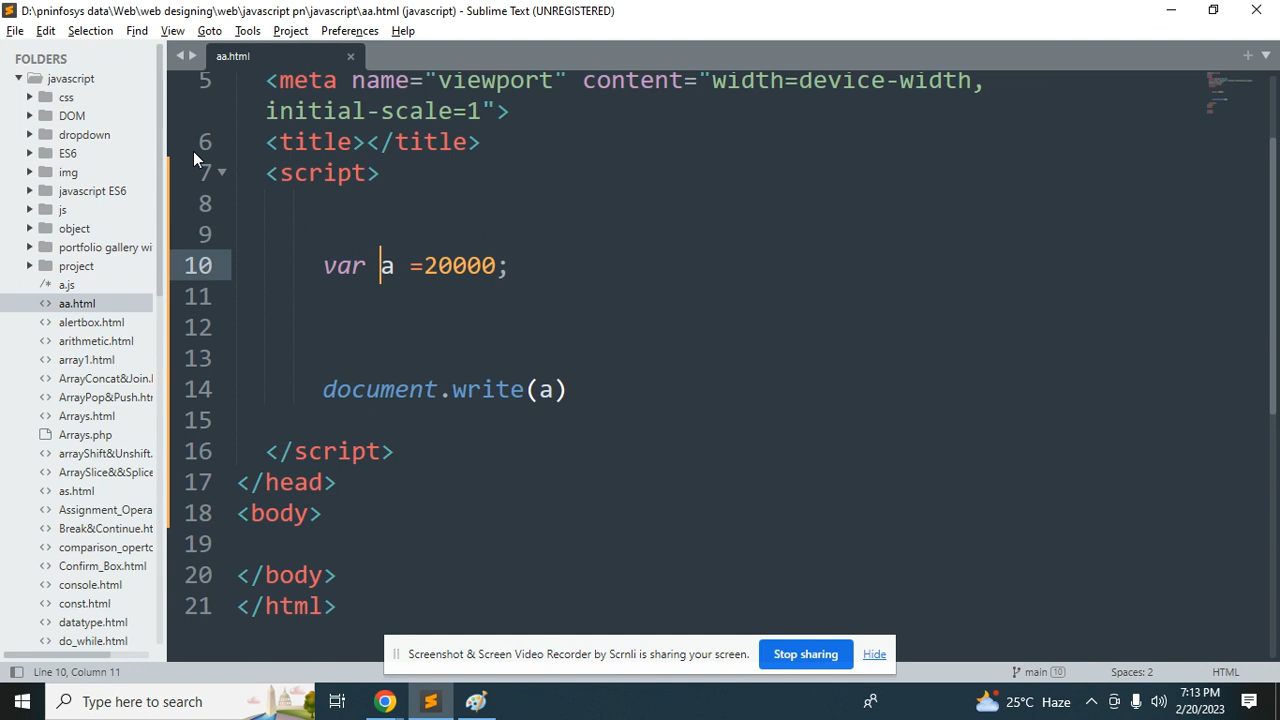 D:\pninfosys data\Web\web designing\web\javascript pn\javascript\aa.html (javascript) - Sublime Text (UNREGISTERED)
File Edit Selection Find View Goto Tools Project Preferences Help
FOLDERS
javascript
css
DOM
dropdown
ES6
img
javascript ES6
js
object
portfolio gallery wi
project
/* a.js
<> aa.html
<> alertbox.html
<> arithmetic.html
<> array1.html
<> ArrayConcat&Join.h
<> ArrayPop&Push.htm
<> Arrays.html
Arrays.php
<> arrayShift&Unshift.
<> ArraySlice&&Splice
<> as.html
<> Assignment_Opera
<> Break&Continue.ht
<> comparison_operto
<> Confirm_Box.html
<> console.html
<> const.html
<> datatype.html
<> do_while.html
aa.html ×
5 <meta name="viewport" content="width=device-width,
initial-scale=1">
6 <title></title>
7 <script>
8
9
10 var a =20000;
11
12
13
14 document.write(a)
15
16 </script>
17 </head>
18 <body>
19
20 </body>
21 </html>
Screenshot & Screen Video Recorder by Scrnli is sharing your screen. Stop sharing Hide
Line 10, Column 11 main 10 Spaces: 2 HTML
Type here to search 25°C Haze 7:13 PM
2/20/2023